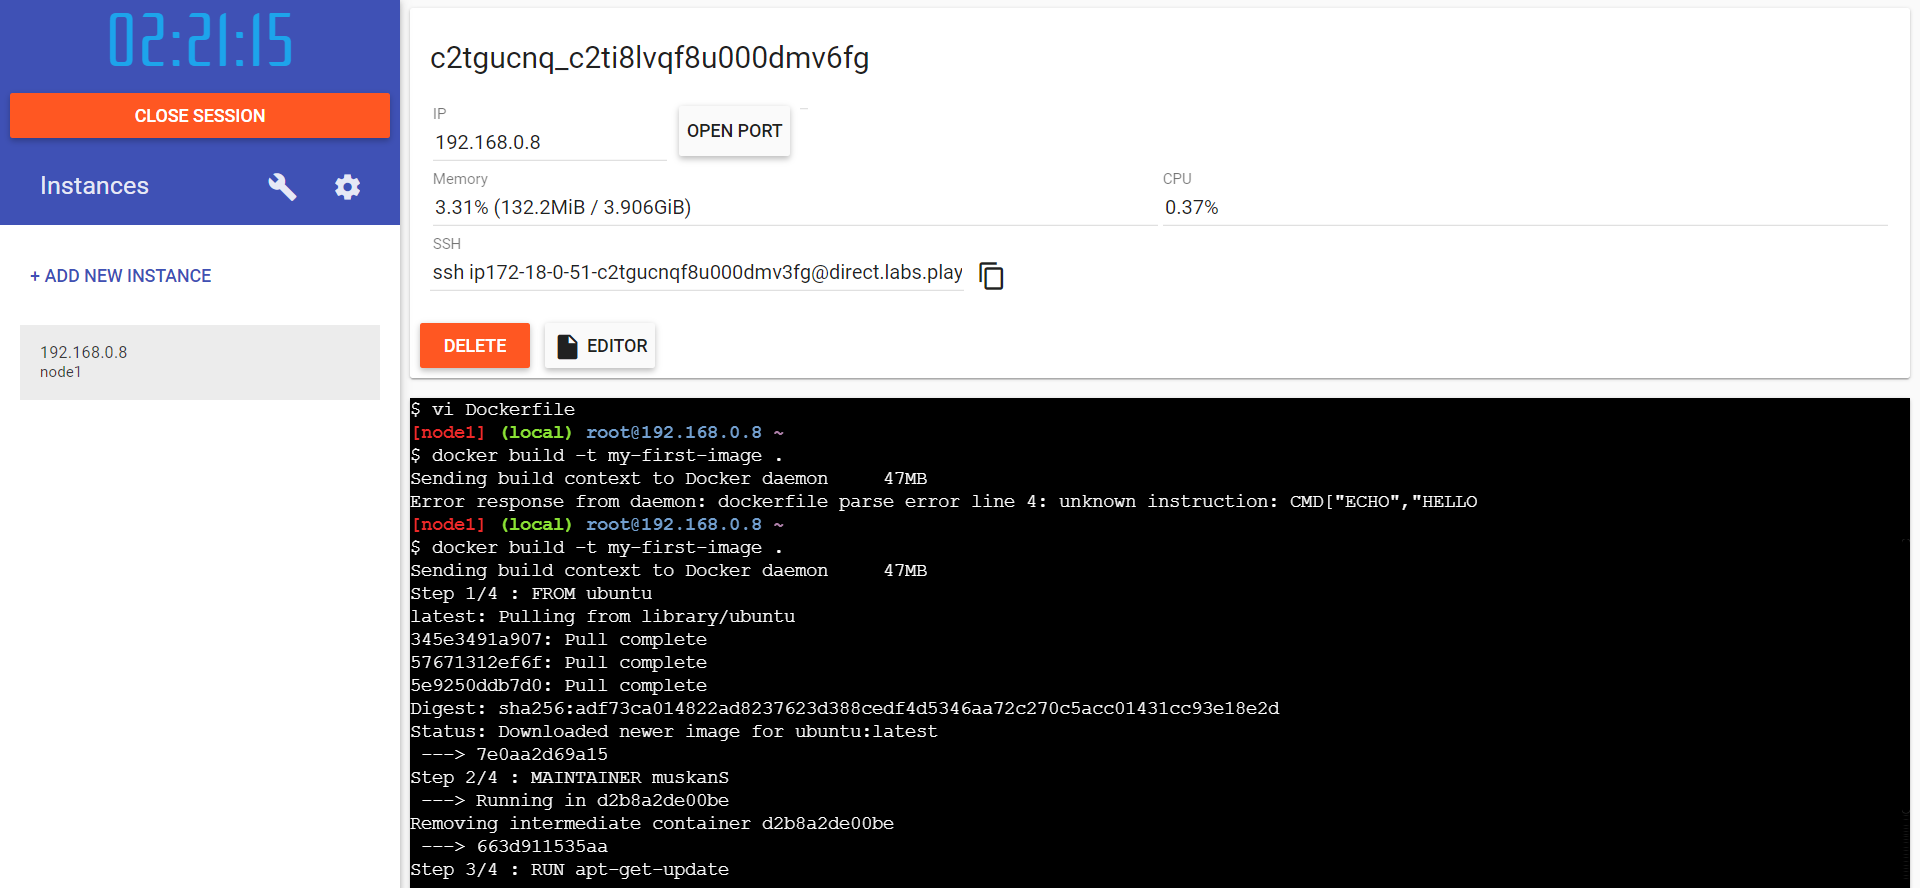 02:21:15
CLOSE SESSION
Instances
+ ADD NEW INSTANCE
192.168.0.8
node1
c2tgucnq_c2ti8lvqf8u000dmv6fg
IP
192.168.0.8
OPEN PORT
Memory
3.31% (132.2MiB / 3.906GiB)
CPU
0.37%
SSH
ssh ip172-18-0-51-c2tgucnqf8u000dmv3fg@direct.labs.play
DELETE
EDITOR
$ vi Dockerfile
[node1] (local) root@192.168.0.8 ~
$ docker build -t my-first-image .
Sending build context to Docker daemon     47MB
Error response from daemon: dockerfile parse error line 4: unknown instruction: CMD["ECHO","HELLO
[node1] (local) root@192.168.0.8 ~
$ docker build -t my-first-image .
Sending build context to Docker daemon     47MB
Step 1/4 : FROM ubuntu
latest: Pulling from library/ubuntu
345e3491a907: Pull complete
57671312ef6f: Pull complete
5e9250ddb7d0: Pull complete
Digest: sha256:adf73ca014822ad8237623d388cedf4d5346aa72c270c5acc01431cc93e18e2d
Status: Downloaded newer image for ubuntu:latest
 ---> 7e0aa2d69a15
Step 2/4 : MAINTAINER muskanS
 ---> Running in d2b8a2de00be
Removing intermediate container d2b8a2de00be
 ---> 663d911535aa
Step 3/4 : RUN apt-get-update